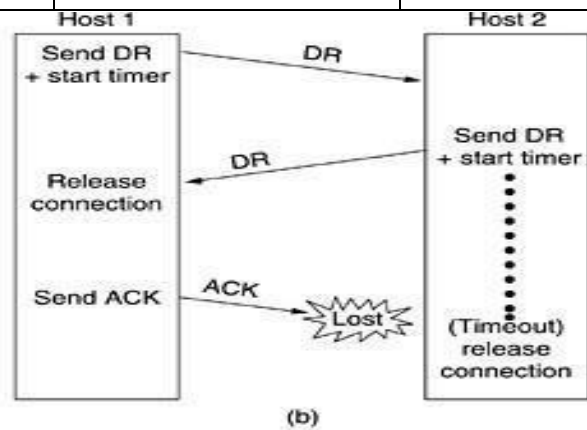 Host 1
Host 2
Send DR
+ start timer
DR
Send DR
+ start timer
DR
Release
connection
Send ACK
ACK
Lost
(Timeout)
release
connection
(b)